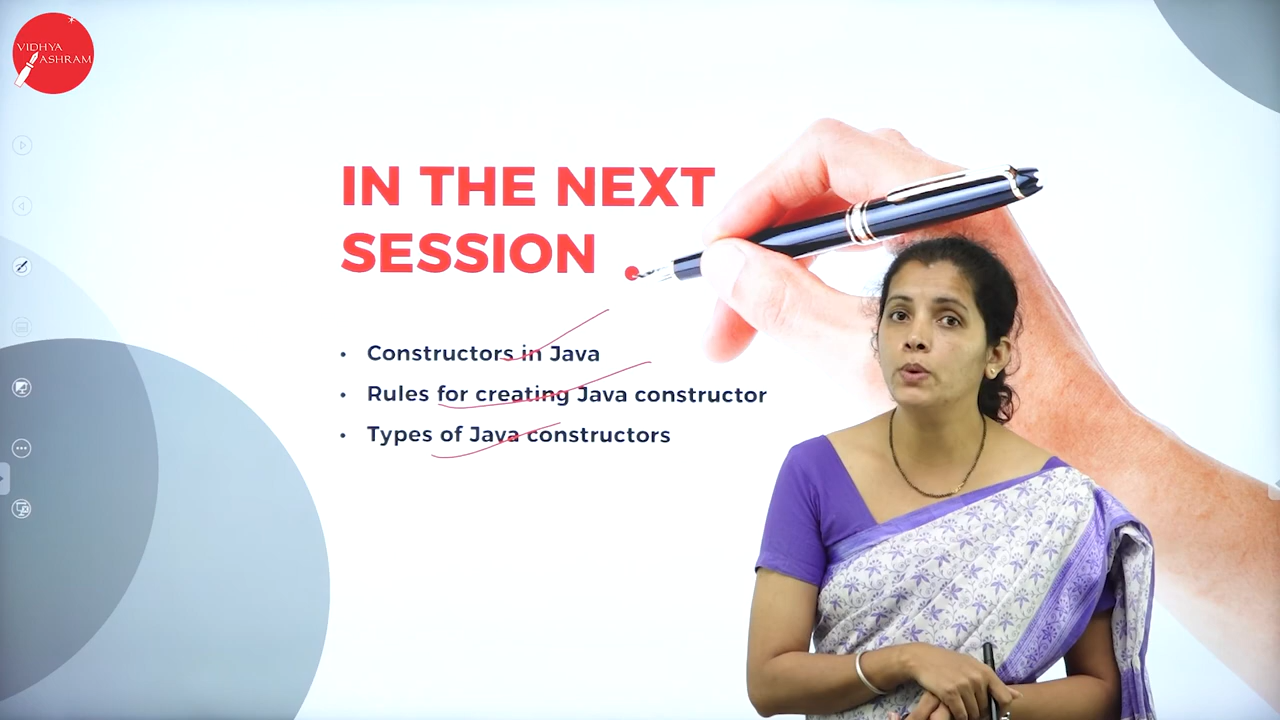 VIDHYA
ASHRAM
IN THE NEXT
SESSION
• Constructors in Java
• Rules for creating Java constructor
• Types of Java constructors